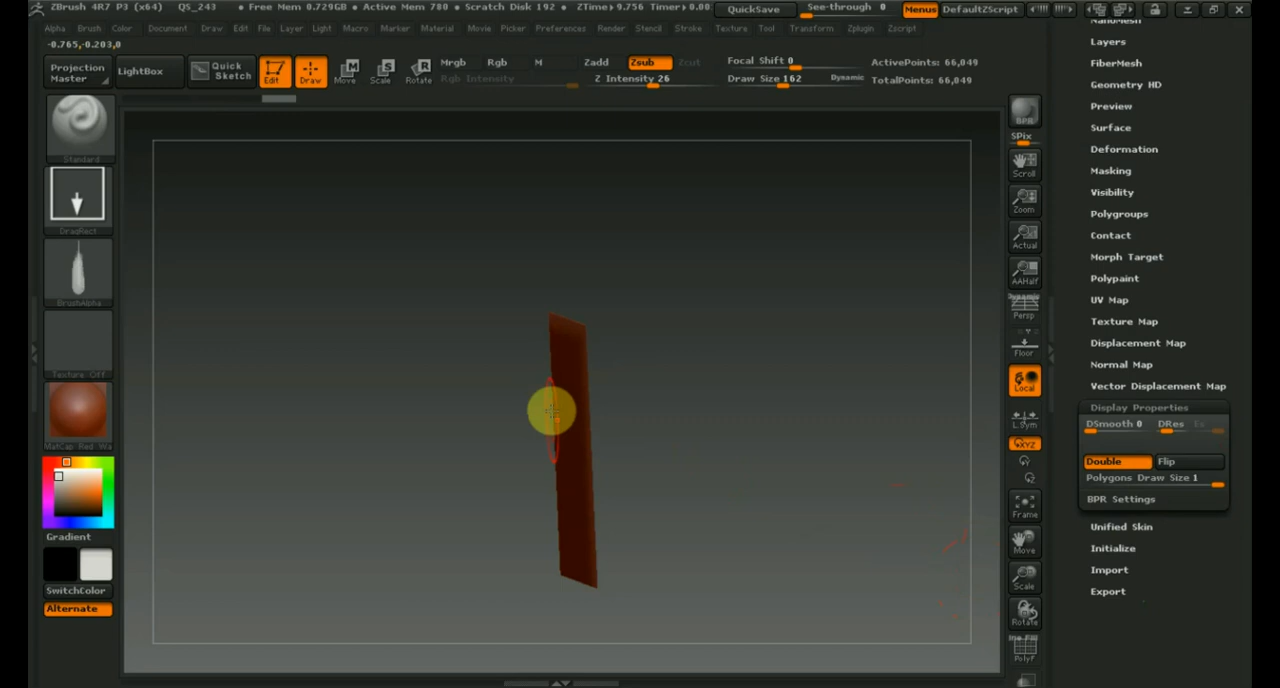 ZBrush 4R7 P3 (x64) QS_243 • Free Mem 0.729GB • Active Mem 780 • Scratch Disk 192 • ZTime▸9.756 Timer▸0.00 QuickSave See-through 0 Menus DefaultZScript
Alpha Brush Color Document Draw Edit File Layer Light Macro Marker Material Movie Picker Preferences Render Stencil Stroke Texture Tool Transform Zplugin Zscript
-0.765,-0.203,0
Projection Master
LightBox
Quick Sketch
Edit
Draw
Move
Scale
Rotate
Mrgb Rgb M
Rgb Intensity
Zadd Zsub Zcut
Z Intensity 26
Focal Shift 0
Draw Size 162 Dynamic
ActivePoints: 66,049
TotalPoints: 66,049
Standard
DragRect
BrushAlpha
Texture Off
MatCap Red Wa
Gradient
SwitchColor
Alternate
BPR
SPix
Scroll
Zoom
Actual
AAHalf
Dynamic
Persp
Floor
Local
L.Sym
Frame
Move
Scale
Rotate
Line Fill
PolyF
NanoMesh
Layers
FiberMesh
Geometry HD
Preview
Surface
Deformation
Masking
Visibility
Polygroups
Contact
Morph Target
Polypaint
UV Map
Texture Map
Displacement Map
Normal Map
Vector Displacement Map
Display Properties
DSmooth 0 DRes
Double Flip
Polygons Draw Size 1
BPR Settings
Unified Skin
Initialize
Import
Export